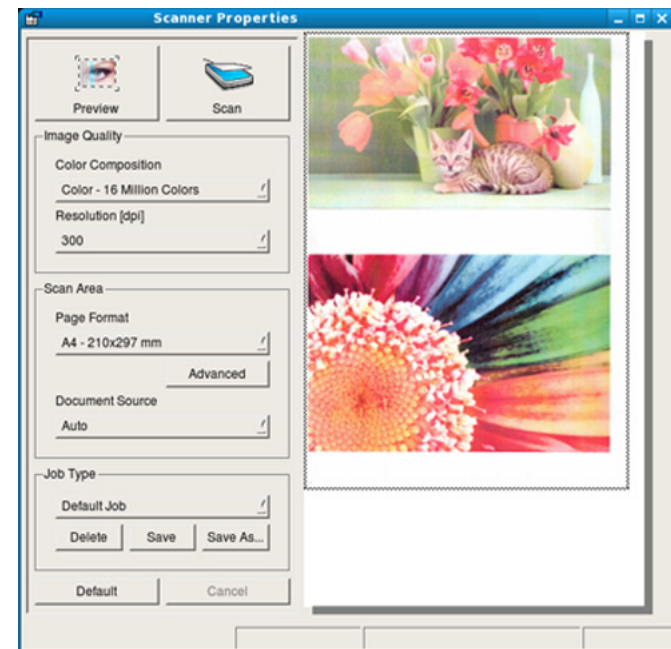 Scanner Properties
Preview
Scan
Image Quality
Color Composition
Color - 16 Million Colors
Resolution [dpi]
300
Scan Area
Page Format
A4 - 210x297 mm
Advanced
Document Source
Auto
Job Type
Default Job
Delete Save Save As...
Default Cancel